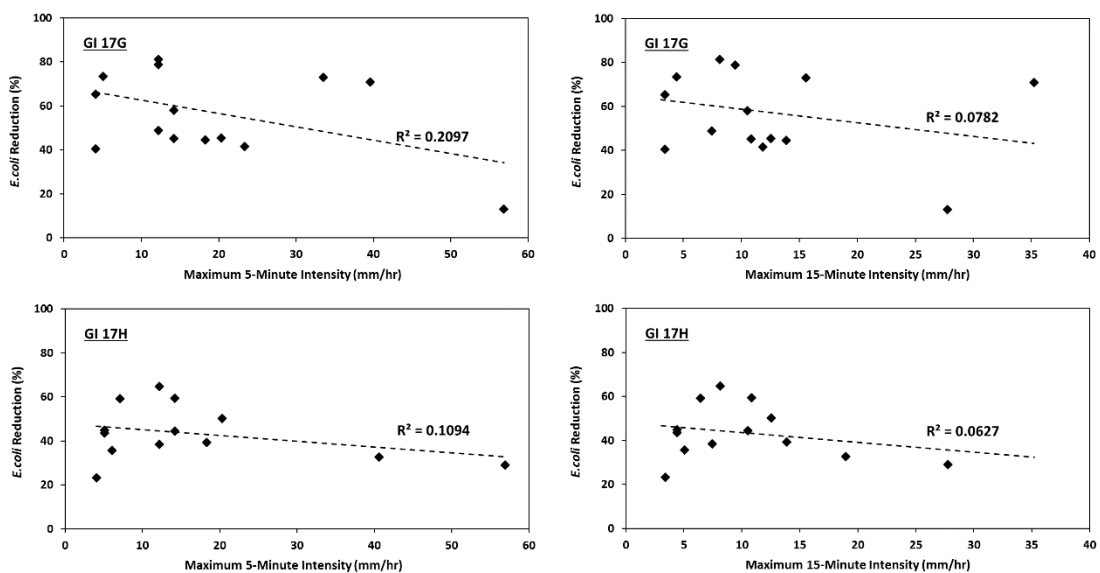 100
80
60
40
20
0
GI 17G
R² = 0.2097
E.coli Reduction (%)
0 10 20 30 40 50 60
Maximum 5-Minute Intensity (mm/hr)
100
80
60
40
20
0
GI 17G
R² = 0.0782
E.coli Reduction (%)
0 5 10 15 20 25 30 35 40
Maximum 15-Minute Intensity (mm/hr)
100
80
60
40
20
0
GI 17H
R² = 0.1094
E.coli Reduction (%)
0 10 20 30 40 50 60
Maximum 5-Minute Intensity (mm/hr)
100
80
60
40
20
0
GI 17H
R² = 0.0627
E.coli Reduction (%)
0 5 10 15 20 25 30 35 40
Maximum 15-Minute Intensity (mm/hr)